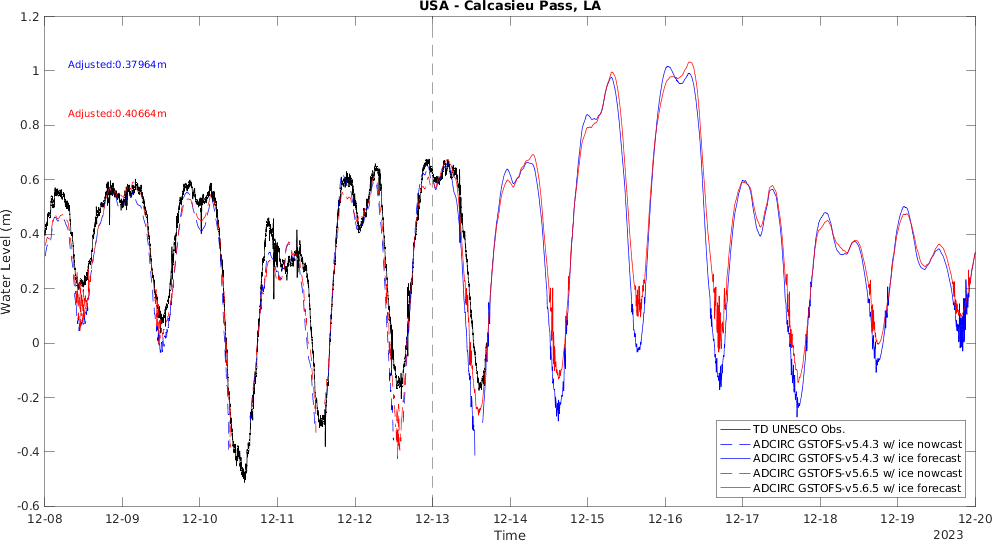 USA - Calcasieu Pass, LA
1.2
1
0.8
0.6
0.4
0.2
0
-0.2
-0.4
-0.6
Water Level (m)
Adjusted:0.37964m
Adjusted:0.40664m
TD UNESCO Obs.
ADCIRC GSTOFS-v5.4.3 w/ ice nowcast
ADCIRC GSTOFS-v5.4.3 w/ ice forecast
ADCIRC GSTOFS-v5.6.5 w/ ice nowcast
ADCIRC GSTOFS-v5.6.5 w/ ice forecast
12-08 12-09 12-10 12-11 12-12 12-13 12-14 12-15 12-16 12-17 12-18 12-19 12-20
Time
2023